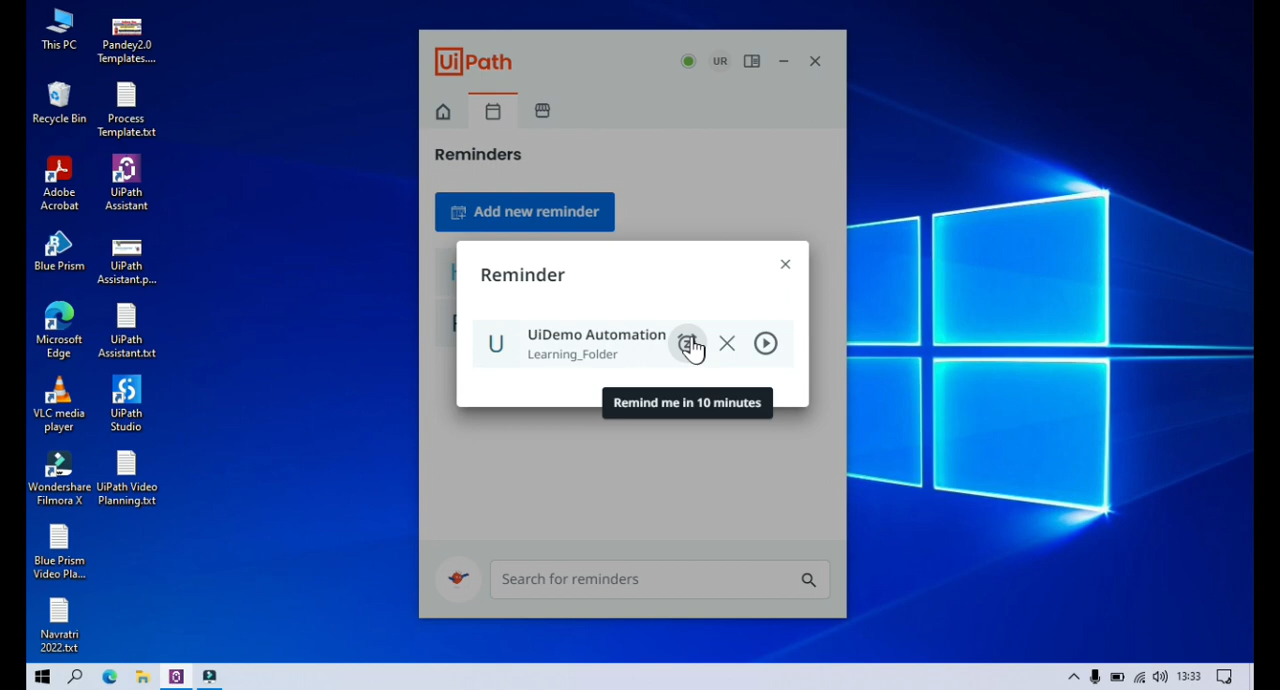 This PC
Pandey2.0
Templates....
Recycle Bin
Process
Template.txt
Adobe
Acrobat
UiPath
Assistant
Blue Prism
UiPath
Assistant.p...
Microsoft
Edge
UiPath
Assistant.txt
VLC media
player
UiPath
Studio
Wondershare
Filmora X
UiPath Video
Planning.txt
Blue Prism
Video Pla...
Navratri
2022.txt
UiPath
UR
Reminders
Add new reminder
Reminder
U
UiDemo Automation
Learning_Folder
Remind me in 10 minutes
Search for reminders
13:33